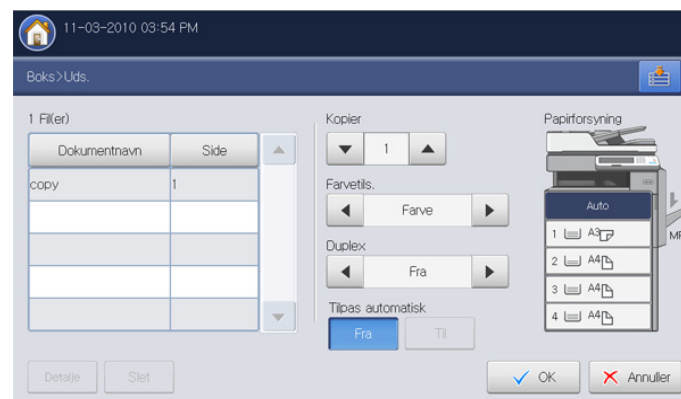 11-03-2010 03:54 PM
Boks>Uds.
1 Fil(er)
Dokumentnavn Side
copy 1
Detalje Slet
Kopier
1
Farvetils.
Farve
Duplex
Fra
Tilpas automatisk
Fra Til
Papirforsyning
Auto
1 A3
2 A4
3 A4
4 A4
OK Annuller